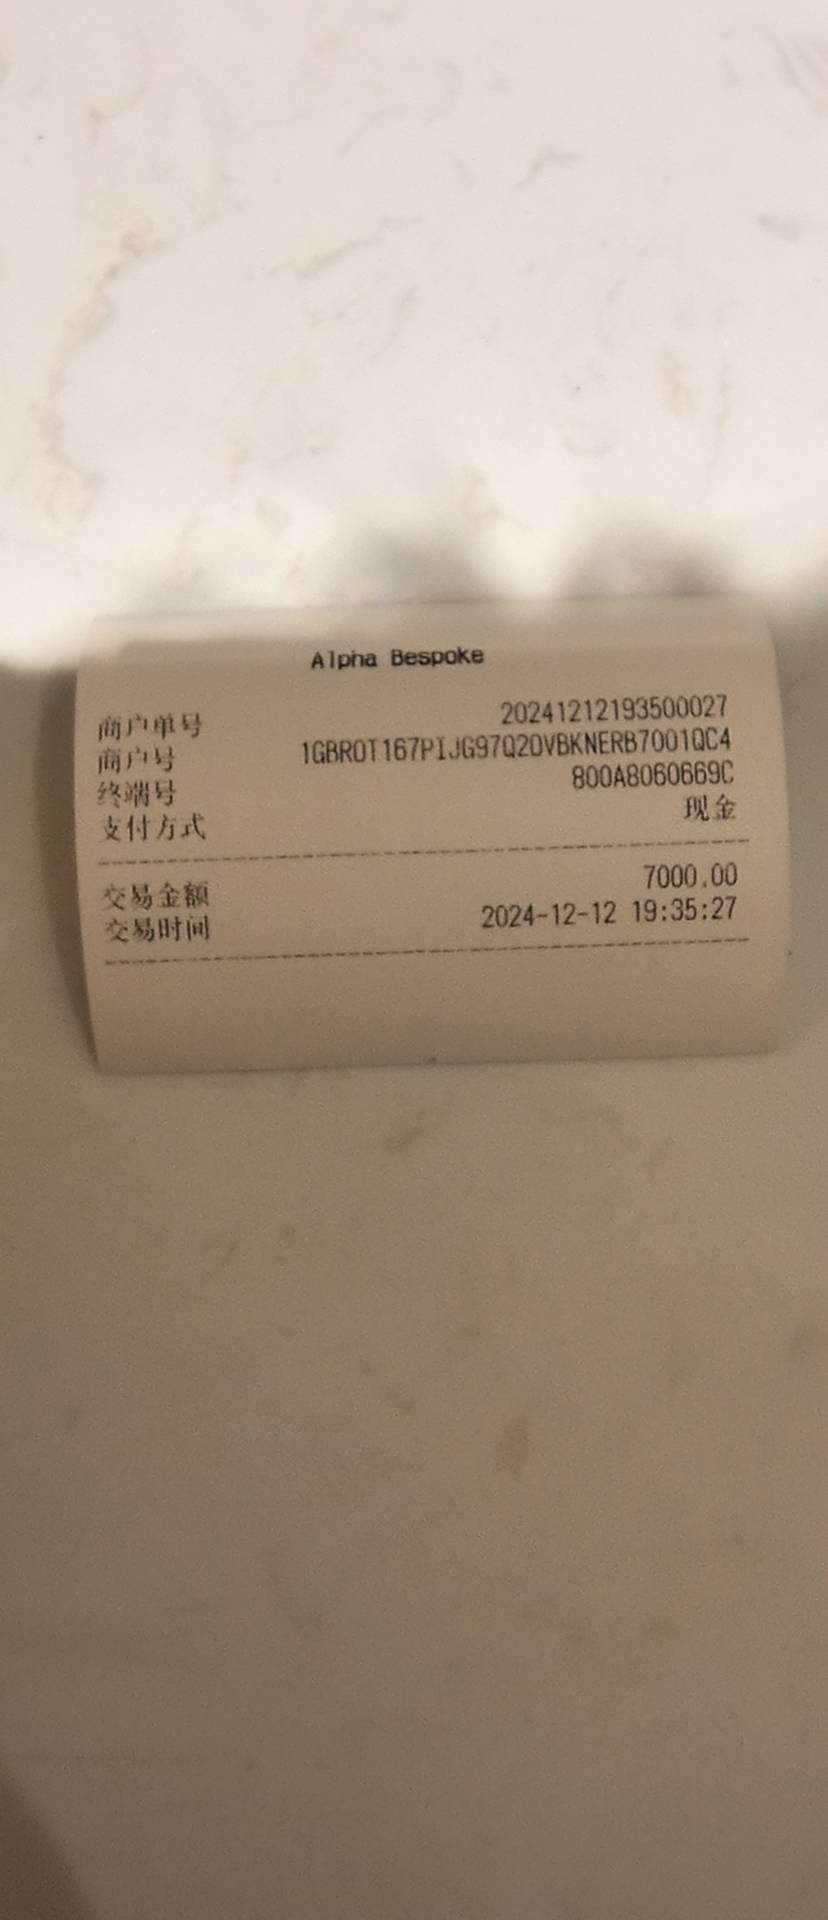 Alpha Bespoke
商户单号 20241212193500027
商户号 1GBROT167PIJG97Q20VBKNERB7001QC4
终端号 800A8060669C
支付方式 现金
交易金额 7000.00
交易时间 2024-12-12 19:35:27